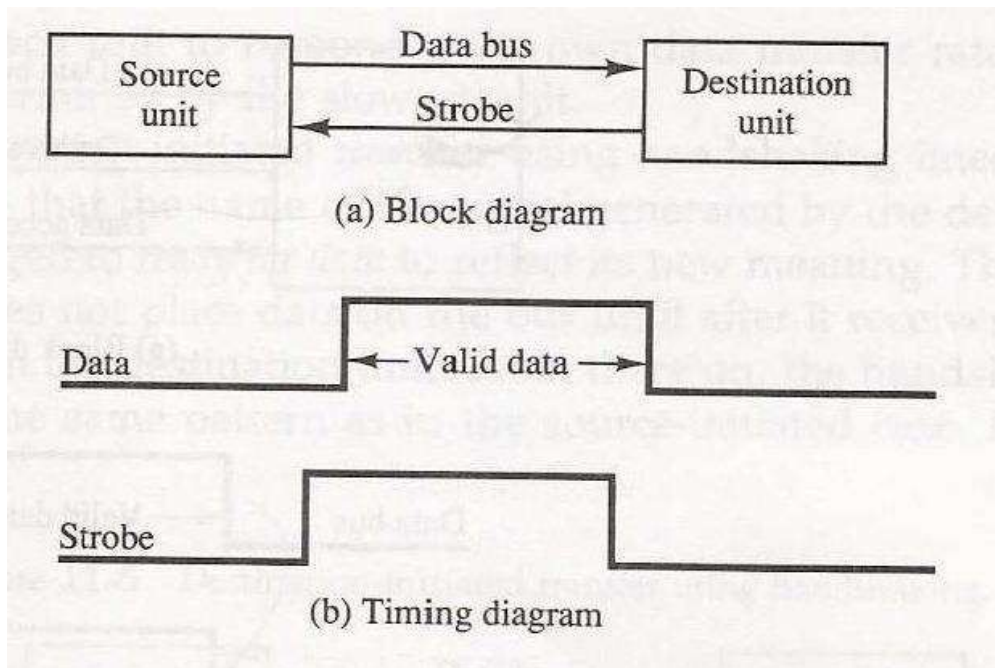 Source
unit
Data bus
Strobe
Destination
unit
(a) Block diagram
Data
Valid data
Strobe
(b) Timing diagram